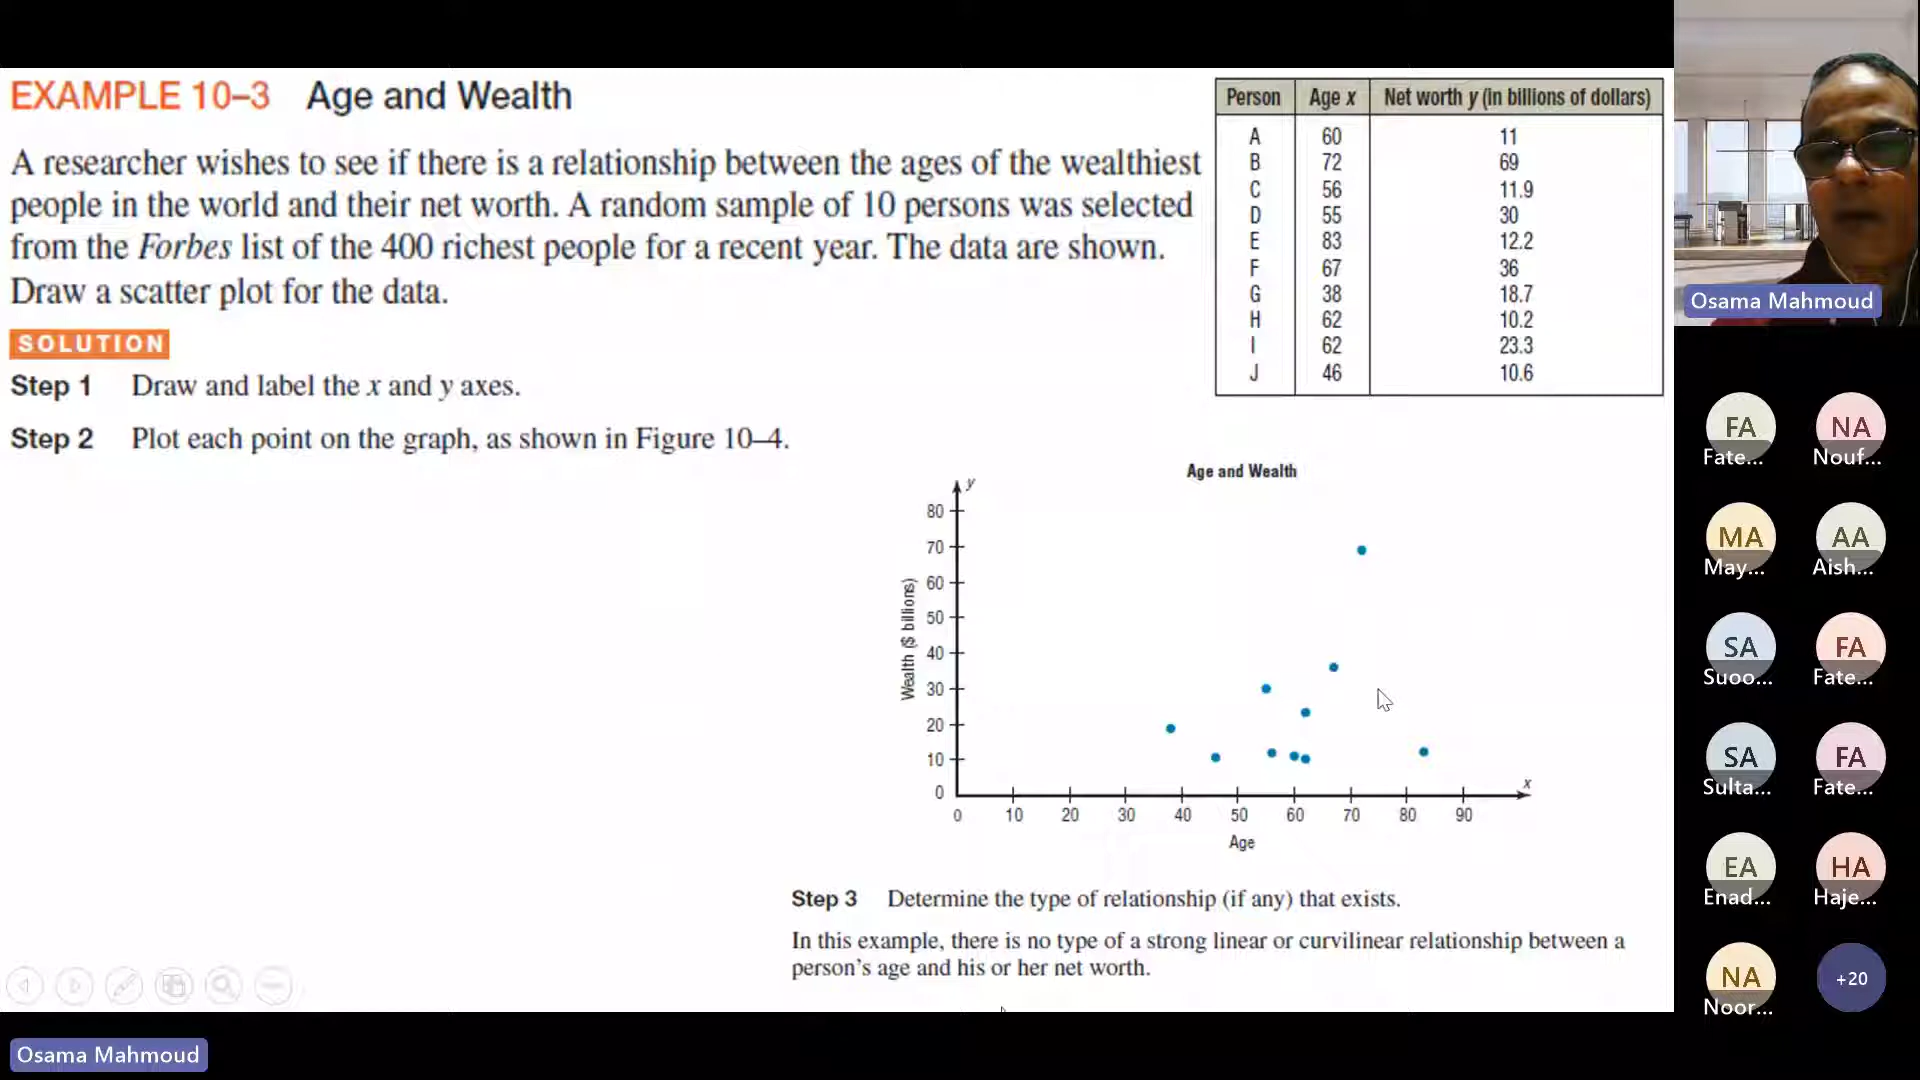 EXAMPLE 10–3 Age and Wealth
A researcher wishes to see if there is a relationship between the ages of the wealthiest
people in the world and their net worth. A random sample of 10 persons was selected
from the Forbes list of the 400 richest people for a recent year. The data are shown.
Draw a scatter plot for the data.
SOLUTION
Step 1 Draw and label the x and y axes.
Step 2 Plot each point on the graph, as shown in Figure 10–4.
Person Age x Net worth y (in billions of dollars)
A 60 11
B 72 69
C 56 11.9
D 55 30
E 83 12.2
F 67 36
G 38 18.7
H 62 10.2
I 62 23.3
J 46 10.6
Age and Wealth
y
80
70
60
50
40
30
20
10
0
Wealth ($ billions)
x
0 10 20 30 40 50 60 70 80 90
Age
Step 3 Determine the type of relationship (if any) that exists.
In this example, there is no type of a strong linear or curvilinear relationship between a
person's age and his or her net worth.
Osama Mahmoud
FA NA
Fate... Nouf...
MA AA
May... Aish...
SA FA
Suoo... Fate...
SA FA
Sulta... Fate...
EA HA
Enad... Haje...
NA +20
Noor...
Osama Mahmoud